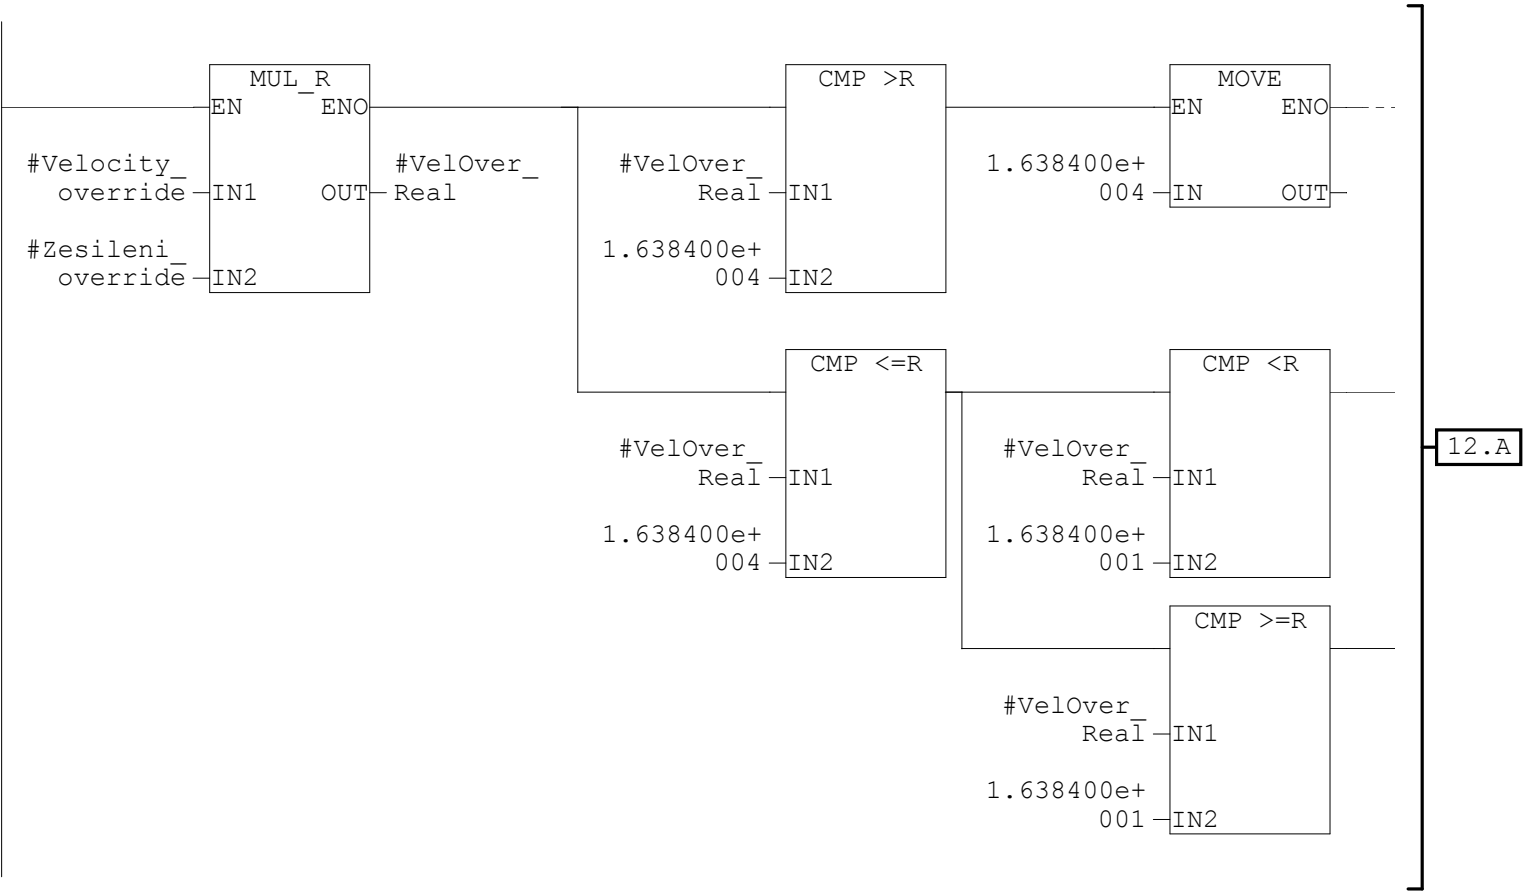 MUL_R
EN ENO
#Velocity_
override IN1 OUT
#VelOver_
Real
#Zesileni_
override IN2
CMP >R
#VelOver_
Real IN1
1.638400e+
004 IN2
MOVE
EN ENO
1.638400e+
004 IN OUT
CMP <=R
#VelOver_
Real IN1
1.638400e+
004 IN2
CMP <R
#VelOver_
Real IN1
1.638400e+
001 IN2
CMP >=R
#VelOver_
Real IN1
1.638400e+
001 IN2
12.A